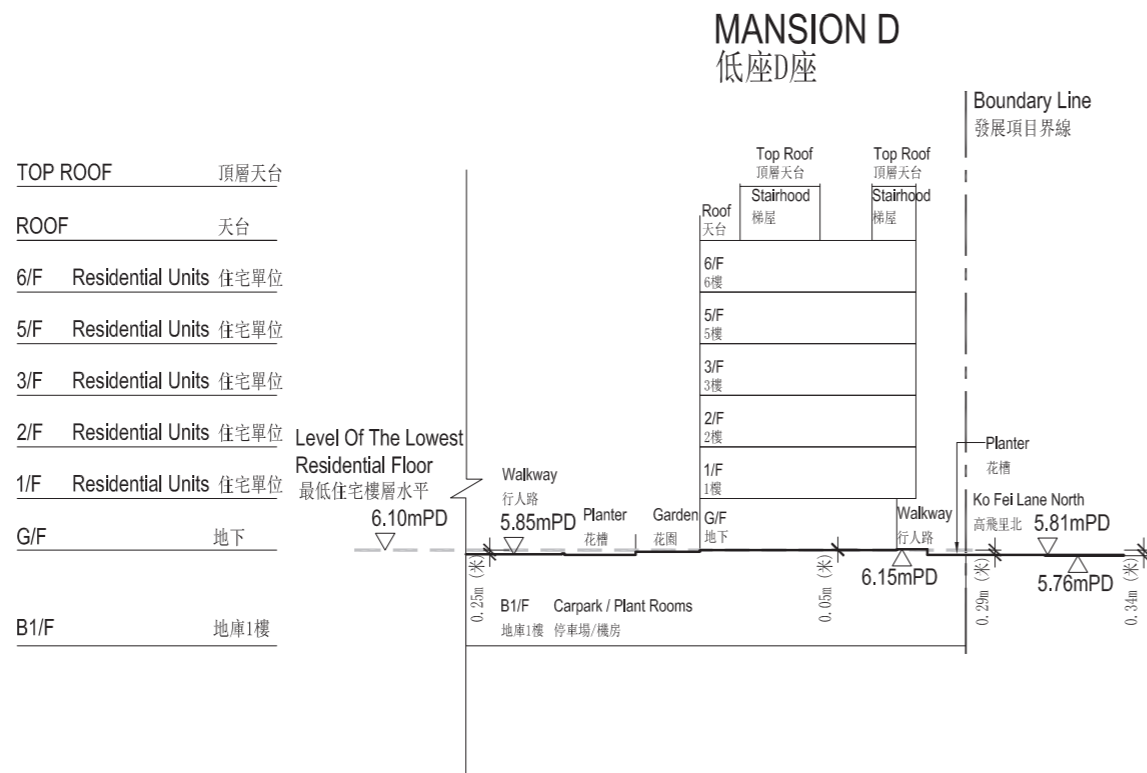 MANSION D
低座D座
Boundary Line
發展項目界線
TOP ROOF 頂層天台
ROOF 天台
6/F Residential Units 住宅單位
5/F Residential Units 住宅單位
3/F Residential Units 住宅單位
2/F Residential Units 住宅單位
1/F Residential Units 住宅單位
G/F 地下
B1/F 地庫1樓
Level Of The Lowest
Residential Floor
最低住宅樓層水平
6.10mPD
Top Roof
頂層天台
Stairhood
梯屋
Top Roof
頂層天台
Stairhood
梯屋
Roof
天台
6/F
6樓
5/F
5樓
3/F
3樓
2/F
2樓
1/F
1樓
G/F
地下
Walkway
行人路
5.85mPD
Planter
花槽
Garden
花園
Walkway
行人路
6.15mPD
Planter
花槽
Ko Fei Lane North
高飛里北
5.81mPD
5.76mPD
0.25m (米)
0.05m (米)
0.29m (米)
0.34m (米)
B1/F Carpark / Plant Rooms
地庫1樓 停車場/機房